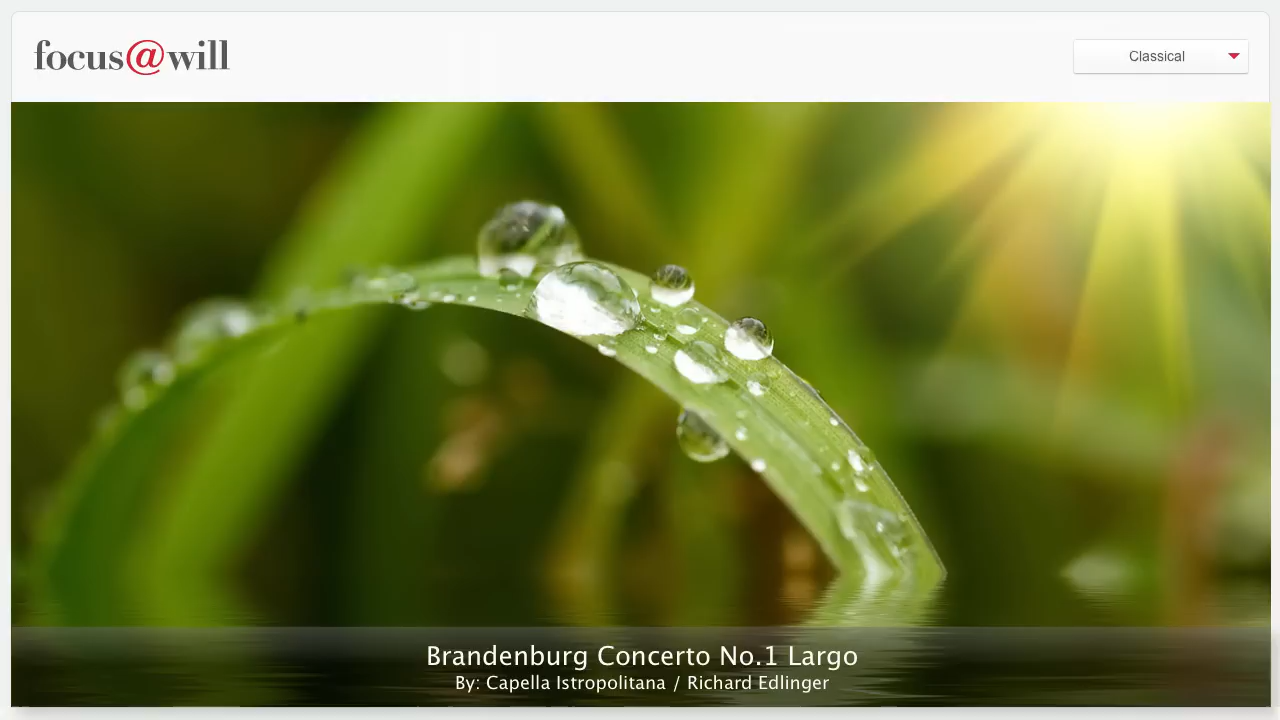 focus@will
Classical
Brandenburg Concerto No.1 Largo
By: Capella Istropolitana / Richard Edlinger